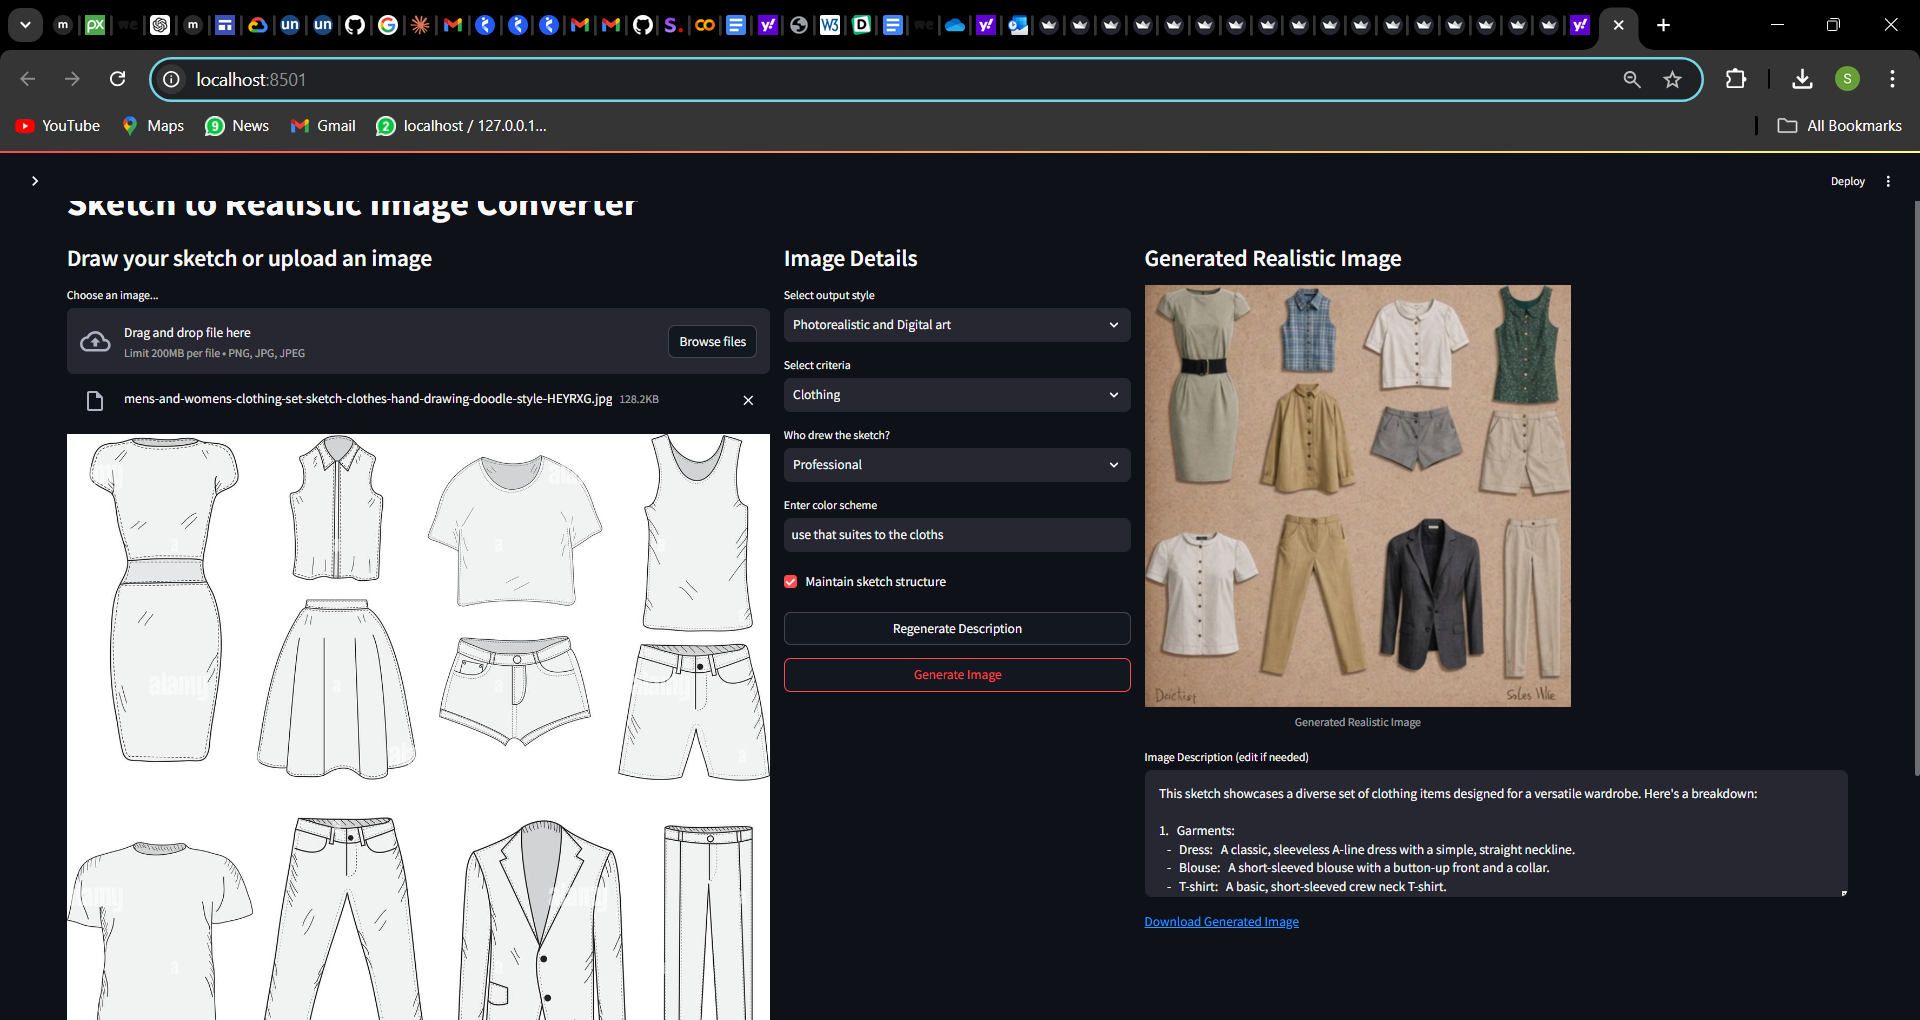 localhost:8501
YouTube
Maps
News
Gmail
localhost / 127.0.0.1...
All Bookmarks
Deploy
Sketch to Realistic Image Converter
Draw your sketch or upload an image
Choose an image...
Drag and drop file here
Limit 200MB per file • PNG, JPG, JPEG
Browse files
mens-and-womens-clothing-set-sketch-clothes-hand-drawing-doodle-style-HEYRXG.jpg 128.2KB
alamy
Image Details
Select output style
Photorealistic and Digital art
Select criteria
Clothing
Who drew the sketch?
Professional
Enter color scheme
use that suites to the cloths
Maintain sketch structure
Regenerate Description
Generate Image
Generated Realistic Image
Generated Realistic Image
Image Description (edit if needed)
This sketch showcases a diverse set of clothing items designed for a versatile wardrobe. Here's a breakdown:
1. Garments:
- Dress: A classic, sleeveless A-line dress with a simple, straight neckline.
- Blouse: A short-sleeved blouse with a button-up front and a collar.
- T-shirt: A basic, short-sleeved crew neck T-shirt.
Download Generated Image